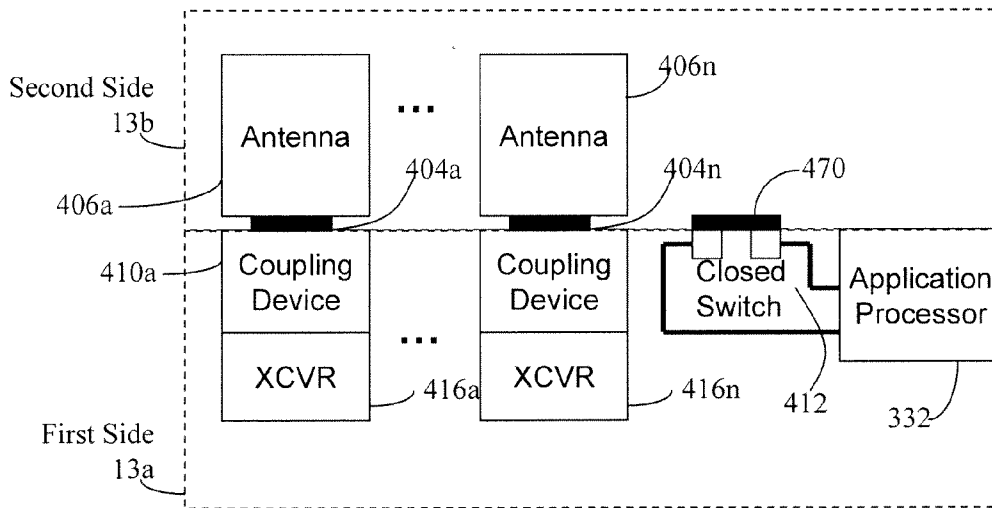 Second Side
13b
406a
Antenna
...
Antenna
406n
404a
404n
470
410a
Coupling
Device
Coupling
Device
Closed
Switch
Application
Processor
...
XCVR
416a
XCVR
416n
412
332
First Side
13a